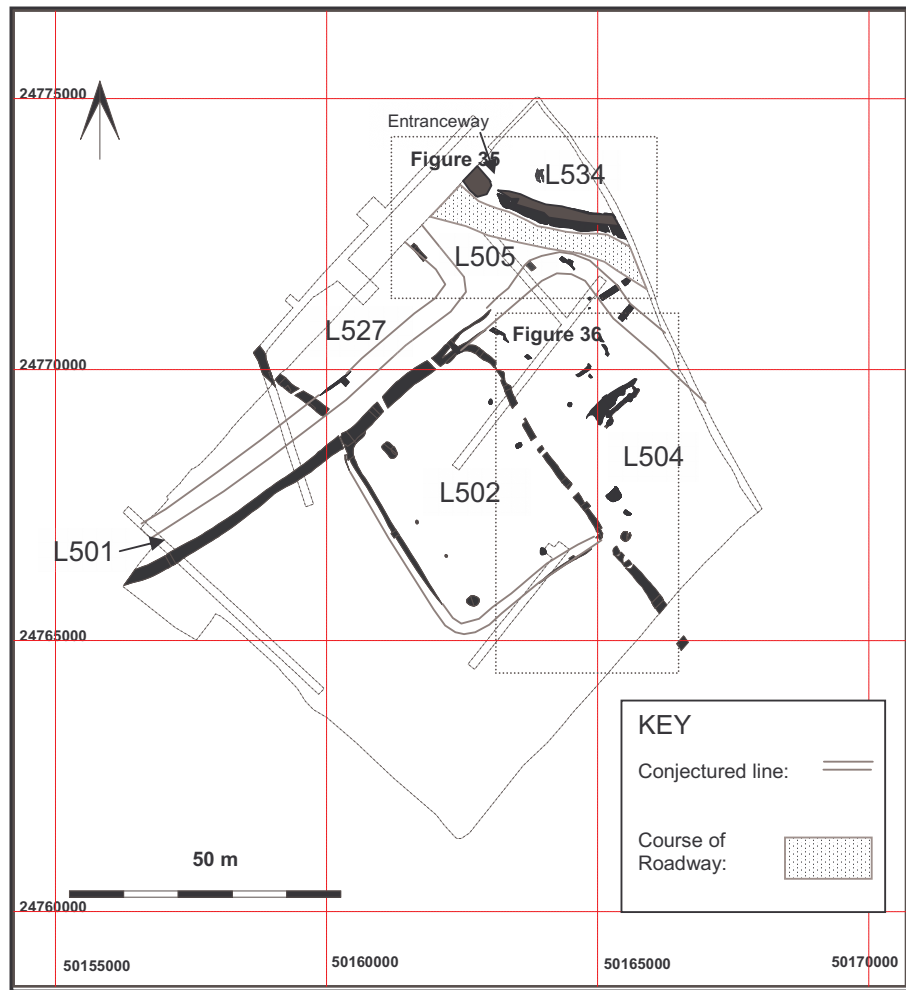 24775000
Entranceway
Figure 35
L534
L505
L527
Figure 36
24770000
L504
L502
L501
24765000
KEY
Conjectured line:
Course of
Roadway:
50 m
24760000
50155000
50160000
50165000
50170000